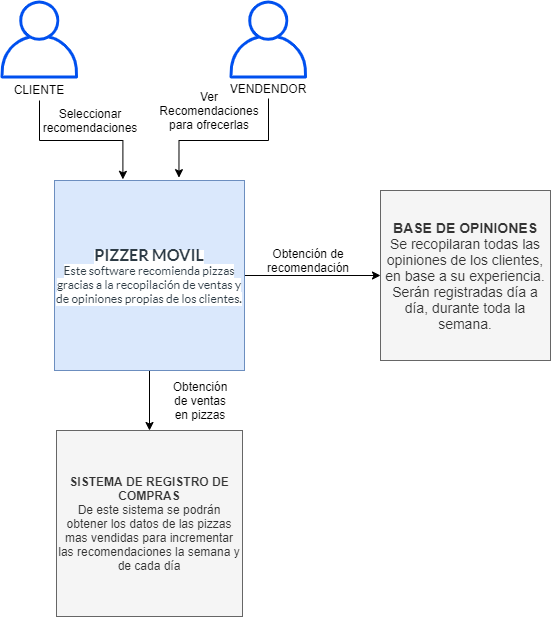 CLIENTE
VENDENDOR
Seleccionar
recomendaciones
Ver
Recomendaciones
para ofrecerlas
PIZZER MOVIL
Este software recomienda pizzas
gracias a la recopilación de ventas y
de opiniones propias de los clientes.
Obtención de
recomendación
BASE DE OPINIONES
Se recopilaran todas las
opiniones de los clientes,
en base a su experiencia.
Serán registradas día a
día, durante toda la
semana.
Obtención
de ventas
en pizzas
SISTEMA DE REGISTRO DE
COMPRAS
De este sistema se podrán
obtener los datos de las pizzas
mas vendidas para incrementar
las recomendaciones la semana y
de cada día